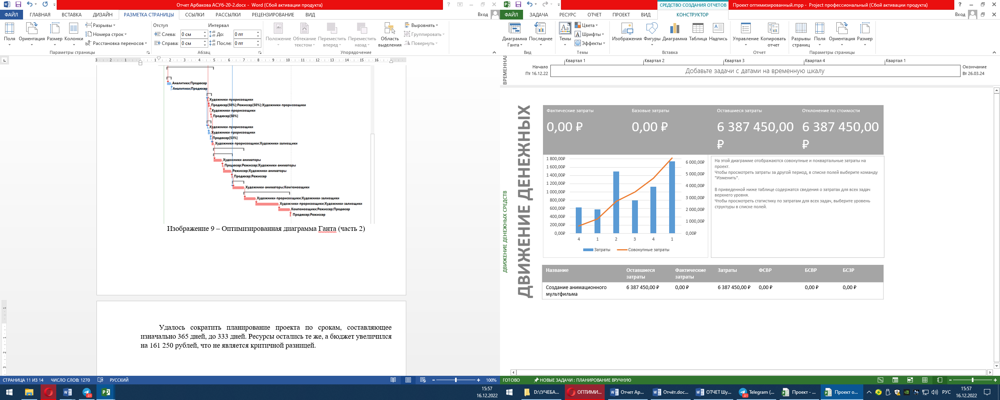 Отчет Арбакова АСУб-20-2.docx - Word (Сбой активации продукта)
ФАЙЛ ГЛАВНАЯ ВСТАВКА ДИЗАЙН РАЗМЕТКА СТРАНИЦЫ ССЫЛКИ РАССЫЛКИ РЕЦЕНЗИРОВАНИЕ ВИД Вход
Поля Ориентация Размер Колонки
Разрывы
Номера строк
Расстановка переносов
Параметры страницы
Отступ Интервал
Слева: 0 см До: 0 пт
Справа: 0 см После: 0 пт
Абзац
Положение Обтекание текстом Переместить вперед Переместить назад Область выделения
Выровнять
Группировать
Повернуть
Упорядочение
3 2 1 1 2 3 4 5 6 7 8 9 10 11 12 13 14 15 16
Аналитики;Продюсер
Аналитики;Продюсер
Художники-прорисовщики
Продюсер[50%];Режиссер[50%];Художники-прорисовщики
Художники-прорисовщики
Продюсер[50%]
Художники-прорисовщики
Художники-прорисовщики
Продюсер[50%]
Художники-прорисовщики;Художники-заливщики
Художники-аниматоры
Продюсер;Режиссер;Художники-аниматоры
Режиссер;Художники-аниматоры
Продюсер;Режиссер
Художники-аниматоры;Компоновщики
Художники-прорисовщики;Художники-заливщики
Художники-прорисовщики;Художники-заливщики
Компоновщики;Режиссер;Продюсер
Продюсер;Режиссер
Изображение 9 – Оптимизированная диаграмма Ганта (часть 2)
Удалось сократить планирование проекта по срокам, составляющее
изначально 365 дней, до 333 дней. Ресурсы остались те же, а бюджет увеличился
на 161 250 рублей, что не является критичной разницей.
1
1
2
3
СТРАНИЦА 11 ИЗ 14 ЧИСЛО СЛОВ: 1270 РУССКИЙ 100%
15:57
16.12.2022
СРЕДСТВО СОЗДАНИЯ ОТЧЕТОВ Проект оптимизированный.mpp - Project профессиональный (Сбой активации продукта)
ФАЙЛ ЗАДАЧА РЕСУРС ОТЧЕТ ПРОЕКТ ВИД КОНСТРУКТОР Вход
Диаграмма Ганта Последнее
Вид
Темы
Цвета
Шрифты
Эффекты
Темы
Изображения Фигуры Диаграмма Таблица Надпись
Вставка
Управление Копировать отчет
Отчет
Разрывы страниц Поля Ориентация Размер
Параметры страницы
ВРЕМЕННАЯ
Квартал 1 Квартал 2 Квартал 3 Квартал 4 Квартал 1
Начало
Пт 16.12.22
Добавьте задачи с датами на временную шкалу
Окончание
Вт 26.03.24
ДВИЖЕНИЕ ДЕНЕЖНЫХ СРЕДСТВ
ДВИЖЕНИЕ ДЕНЕЖНЫХ
Фактические затраты Базовые затраты Оставшиеся затраты Отклонение по стоимости
0,00 ₽ 0,00 ₽ 6 387 450,00 ₽ 6 387 450,00 ₽
1 800,00₽
1 600,00₽
1 400,00₽
1 200,00₽
1 000,00₽
800,00₽
600,00₽
400,00₽
200,00₽
0,00₽
6 000,00₽
5 000,00₽
4 000,00₽
3 000,00₽
2 000,00₽
1 000,00₽
0,00₽
4 1 2 3 4 1
Затраты Совокупные затраты
На этой диаграмме отображаются совокупные и поквартальные затраты на
проект.
Чтобы просмотреть затраты за другой период, в списке полей выберите команду
"Изменить".
В приведенной ниже таблице содержатся сведения о затратах для всех задач
верхнего уровня.
Чтобы просмотреть статистику по затратам для всех задач, выберите уровень
структуры в списке полей.
Название Оставшиеся затраты Фактические затраты Затраты ФСВР БСВР БСЗР
Создание анимационного мультфильма 6 387 450,00 ₽ 0,00 ₽ 6 387 450,00 ₽ 0,00 ₽ 0,00 ₽ 0,00 ₽
ГОТОВО НОВЫЕ ЗАДАЧИ : ПЛАНИРОВАНИЕ ВРУЧНУЮ
D:\!УЧЕБА... ОПТИМИ... Отчет Ар... Отчёт.doc... ОТЧЕТ Шу... Telegram (... Проект - ... Проект о... РУС
15:57
16.12.2022